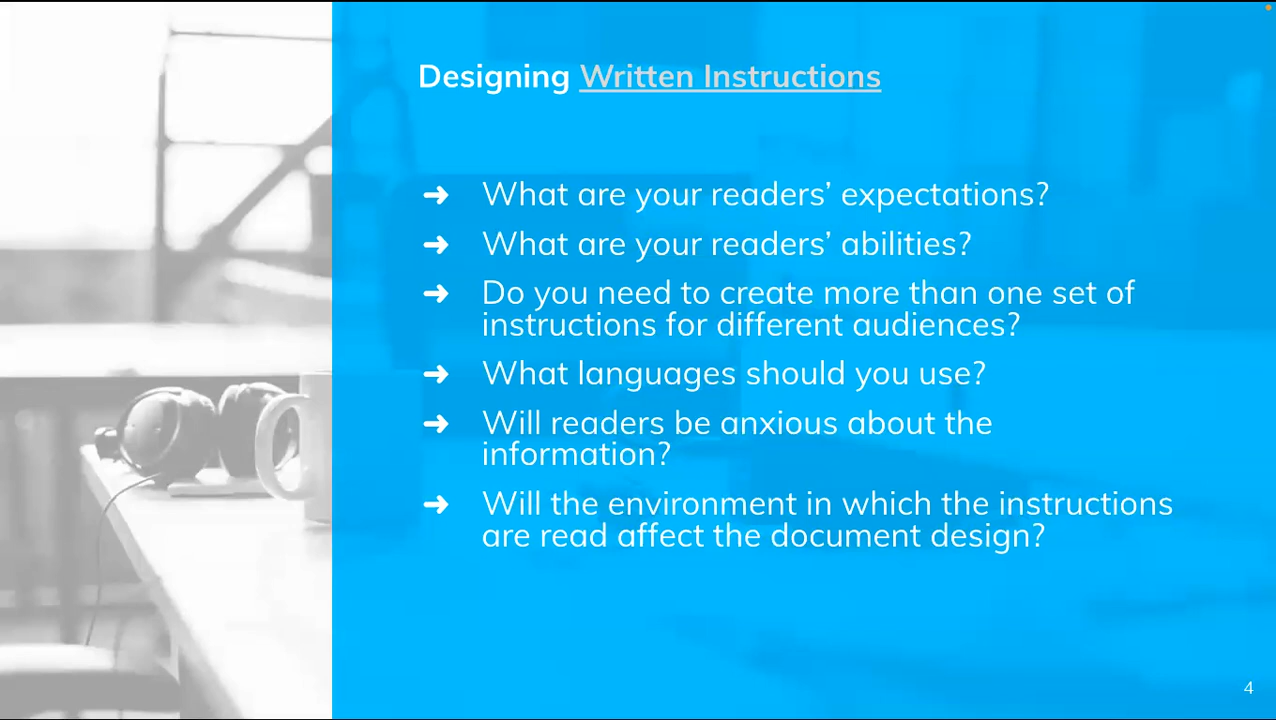 Designing Written Instructions
➜ What are your readers’ expectations?
➜ What are your readers’ abilities?
➜ Do you need to create more than one set of
instructions for different audiences?
➜ What languages should you use?
➜ Will readers be anxious about the
information?
➜ Will the environment in which the instructions
are read affect the document design?
4